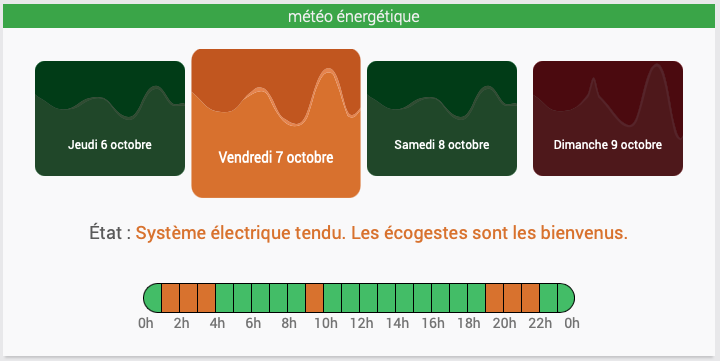 météo énergétique
Jeudi 6 octobre
Vendredi 7 octobre
Samedi 8 octobre
Dimanche 9 octobre
État : Système électrique tendu. Les écogestes sont les bienvenus.
0h 2h 4h 6h 8h 10h 12h 14h 16h 18h 20h 22h 0h